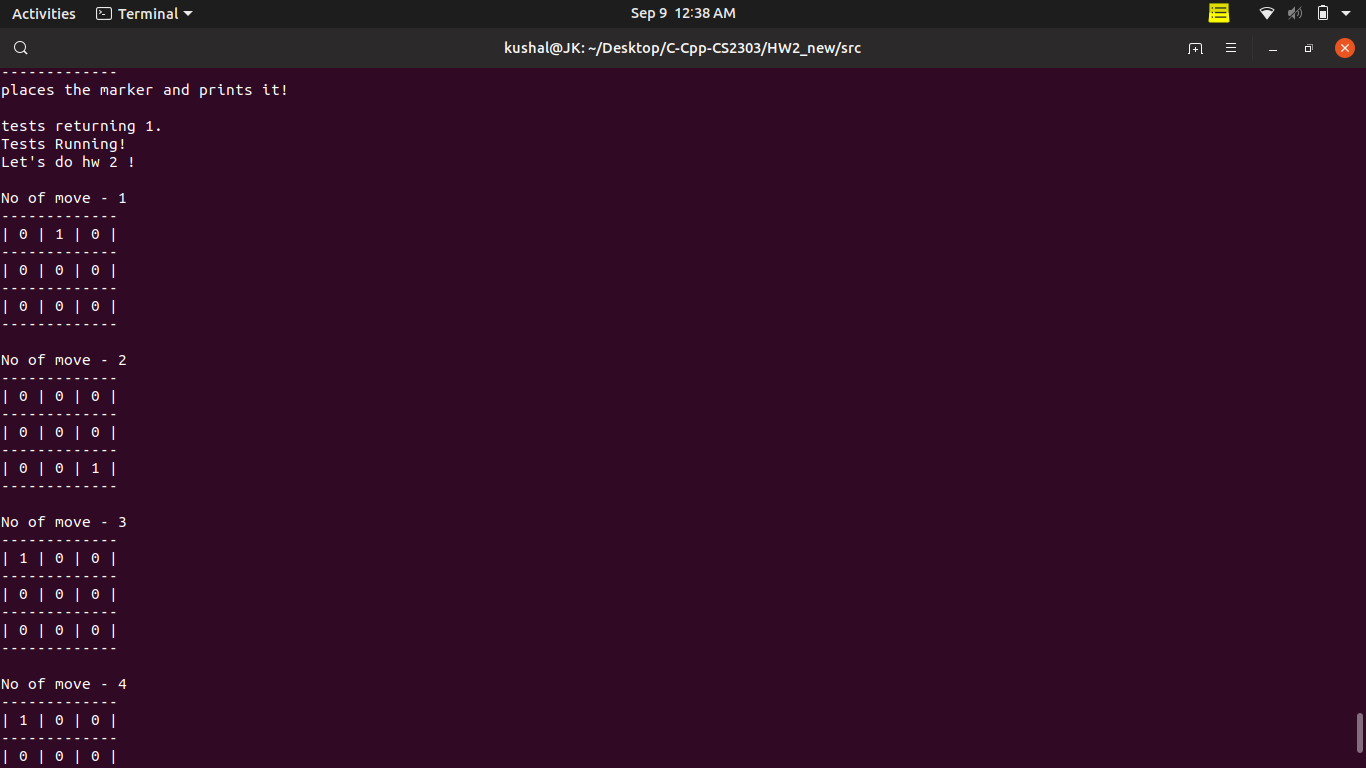 Activities Terminal Sep 9 12:38 AM
kushal@JK: ~/Desktop/C-Cpp-CS2303/HW2_new/src
-------------
places the marker and prints it!
tests returning 1.
Tests Running!
Let's do hw 2 !
No of move - 1
-------------
| 0 | 1 | 0 |
-------------
| 0 | 0 | 0 |
-------------
| 0 | 0 | 0 |
-------------
No of move - 2
-------------
| 0 | 0 | 0 |
-------------
| 0 | 0 | 0 |
-------------
| 0 | 0 | 1 |
-------------
No of move - 3
-------------
| 1 | 0 | 0 |
-------------
| 0 | 0 | 0 |
-------------
| 0 | 0 | 0 |
-------------
No of move - 4
-------------
| 1 | 0 | 0 |
-------------
| 0 | 0 | 0 |